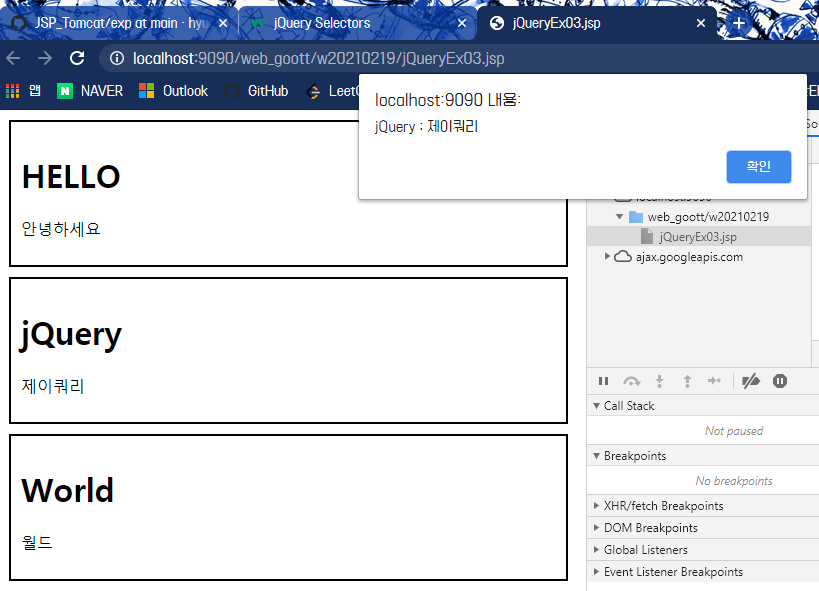 JSP_Tomcat/exp at main · hyu
jQuery Selectors
jQueryEx03.jsp
localhost:9090/web_goott/w20210219/jQueryEx03.jsp
앱 NAVER Outlook GitHub Leet
localhost:9090 내용:
jQuery : 제이쿼리
확인
HELLO
안녕하세요
jQuery
제이쿼리
World
월드
web_goott/w20210219
jQueryEx03.jsp
ajax.googleapis.com
Call Stack
Not paused
Breakpoints
No breakpoints
XHR/fetch Breakpoints
DOM Breakpoints
Global Listeners
Event Listener Breakpoints